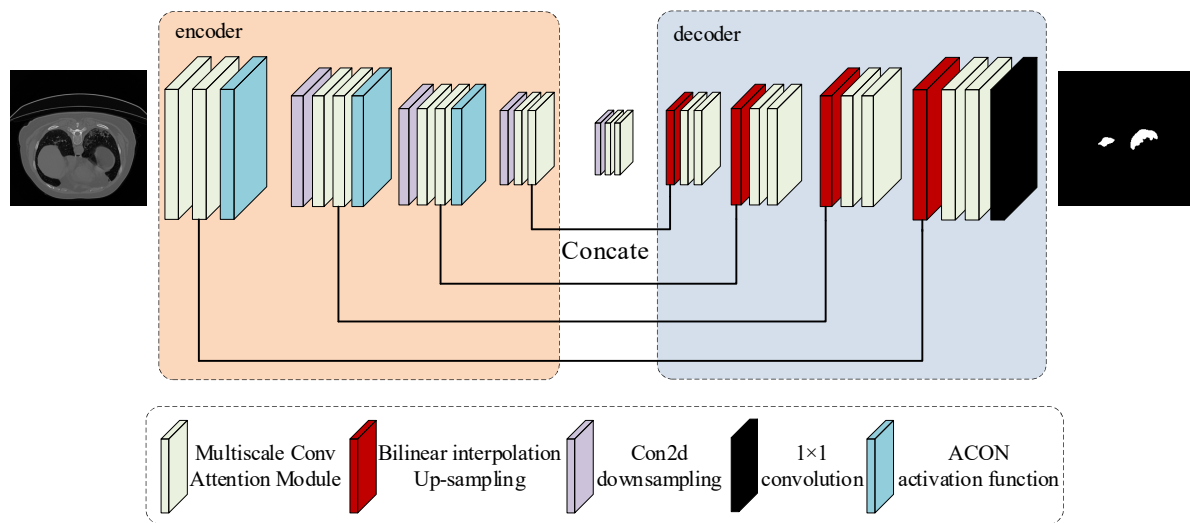 encoder
decoder
Concate
Multiscale Conv
Attention Module
Bilinear interpolation
Up-sampling
Con2d
downsampling
1×1
convolution
ACON
activation function